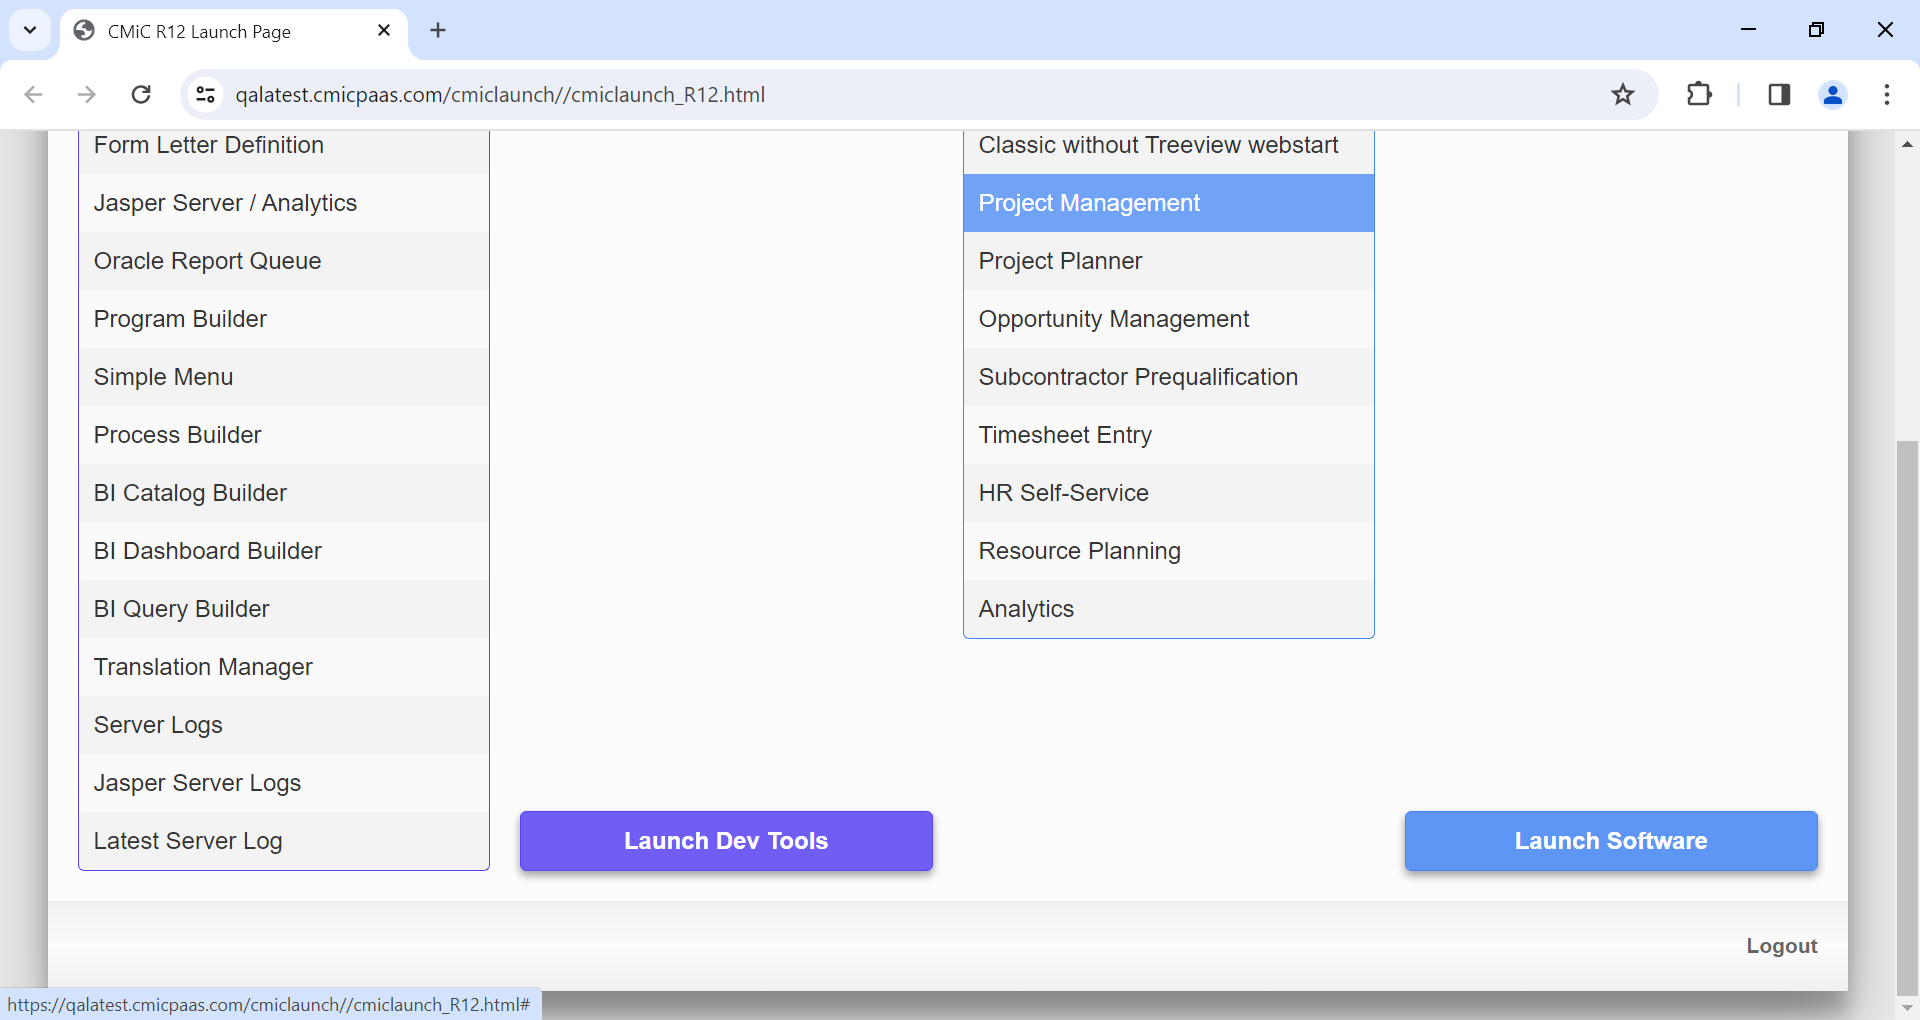 CMiC R12 Launch Page
qalatest.cmicpaas.com/cmiclaunch//cmiclaunch_R12.html
Form Letter Definition
Jasper Server / Analytics
Oracle Report Queue
Program Builder
Simple Menu
Process Builder
BI Catalog Builder
BI Dashboard Builder
BI Query Builder
Translation Manager
Server Logs
Jasper Server Logs
Latest Server Log
Launch Dev Tools
Classic without Treeview webstart
Project Management
Project Planner
Opportunity Management
Subcontractor Prequalification
Timesheet Entry
HR Self-Service
Resource Planning
Analytics
Launch Software
Logout
https://qalatest.cmicpaas.com/cmiclaunch//cmiclaunch_R12.html#